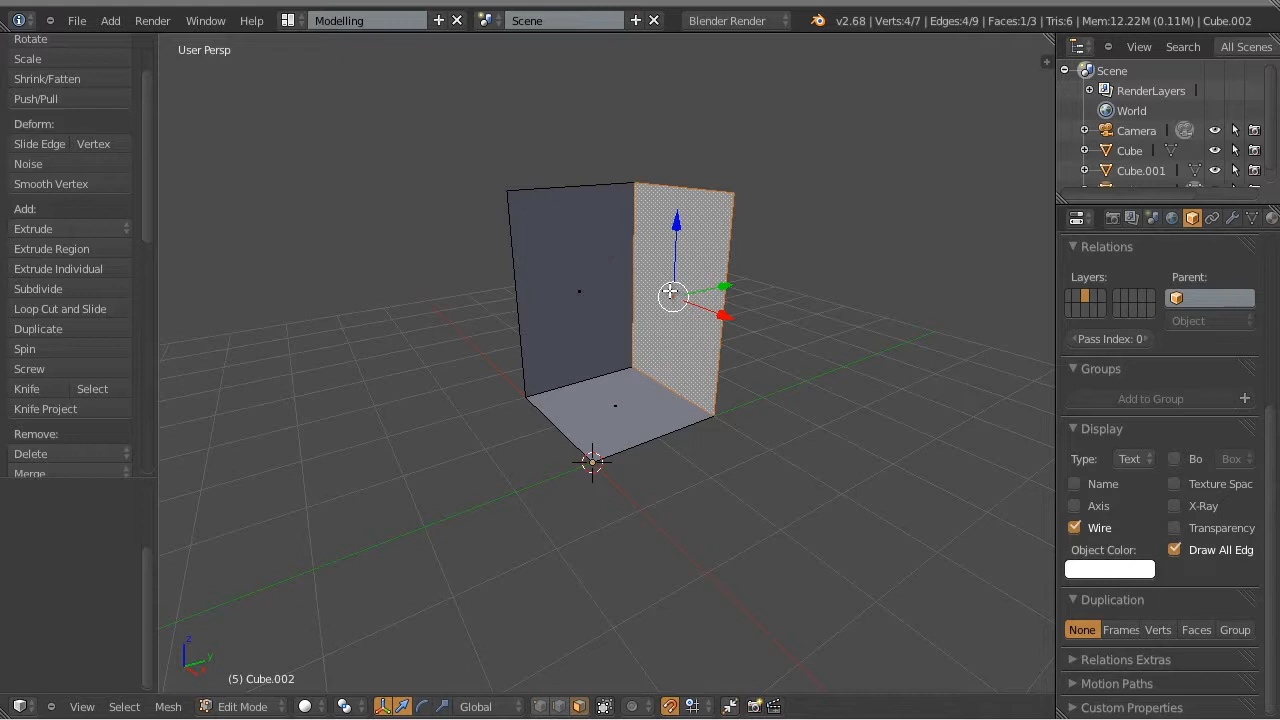 File Add Render Window Help Modelling Scene Blender Render v2.68 | Verts:4/7 | Edges:4/9 | Faces:1/3 | Tris:6 | Mem:12.22M (0.11M) | Cube.002
Rotate
Scale
Shrink/Fatten
Push/Pull
Deform:
Slide Edge Vertex
Noise
Smooth Vertex
Add:
Extrude
Extrude Region
Extrude Individual
Subdivide
Loop Cut and Slide
Duplicate
Spin
Screw
Knife Select
Knife Project
Remove:
Delete
Merge
User Persp
z
y
(5) Cube.002
View Select Mesh Edit Mode Global
View Search All Scenes
Scene
RenderLayers
World
Camera
Cube
Cube.001
Relations
Layers: Parent:
Object
Pass Index: 0
Groups
Add to Group
Display
Type: Text Bo Box
Name Texture Spac
Axis X-Ray
Wire Transparency
Object Color: Draw All Edg
Duplication
None Frames Verts Faces Group
Relations Extras
Motion Paths
Custom Properties